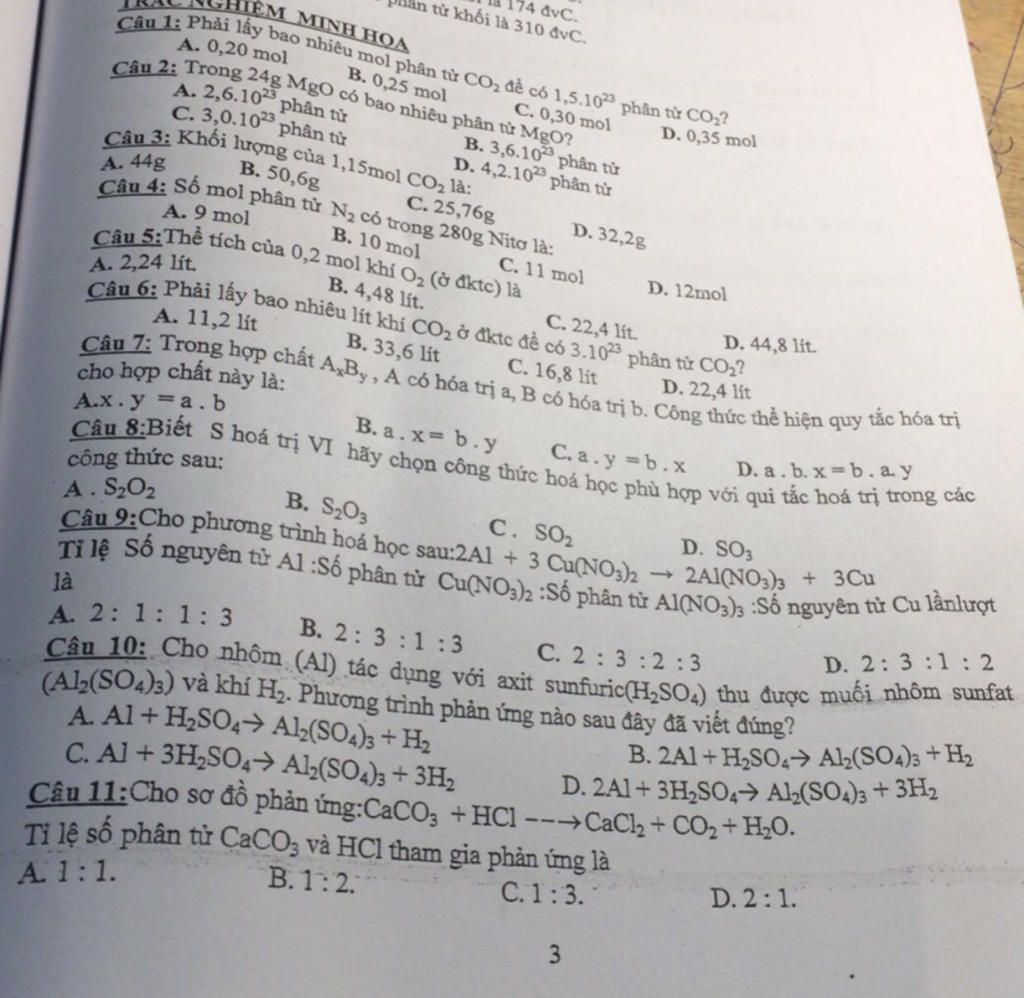 là 174 đvC.
phân tử khối là 310 đvC.
TRẮC NGHIỆM MINH HỌA
Câu 1: Phải lấy bao nhiêu mol phân tử CO₂ để có 1,5.10²³ phân tử CO₂?
A. 0,20 mol B. 0,25 mol C. 0,30 mol D. 0,35 mol
Câu 2: Trong 24g MgO có bao nhiêu phân tử MgO?
A. 2,6.10²³ phân tử B. 3,6.10²³ phân tử
C. 3,0.10²³ phân tử D. 4,2.10²³ phân tử
Câu 3: Khối lượng của 1,15mol CO₂ là:
A. 44g B. 50,6g C. 25,76g D. 32,2g
Câu 4: Số mol phân tử N₂ có trong 280g Nitơ là:
A. 9 mol B. 10 mol C. 11 mol D. 12mol
Câu 5:Thể tích của 0,2 mol khí O₂ (ở đktc) là
A. 2,24 lít. B. 4,48 lít. C. 22,4 lít. D. 44,8 lít.
Câu 6: Phải lấy bao nhiêu lít khí CO₂ ở đktc để có 3.10²³ phân tử CO₂?
A. 11,2 lít B. 33,6 lít C. 16,8 lít D. 22,4 lít
Câu 7: Trong hợp chất AₓBᵧ , A có hóa trị a, B có hóa trị b. Công thức thể hiện quy tắc hóa trị
cho hợp chất này là:
A.x . y = a . b B. a . x = b . y C. a . y = b . x D. a . b. x = b . a. y
Câu 8:Biết S hoá trị VI hãy chọn công thức hoá học phù hợp với qui tắc hoá trị trong các
công thức sau:
A . S₂O₂ B. S₂O₃ C . SO₂ D. SO₃
Câu 9:Cho phương trình hoá học sau:2Al + 3 Cu(NO₃)₂ → 2Al(NO₃)₃ + 3Cu
Tỉ lệ Số nguyên tử Al :Số phân tử Cu(NO₃)₂ :Số phân tử Al(NO₃)₃ :Số nguyên tử Cu lầnlượt
là
A. 2 : 1 : 1 : 3 B. 2 : 3 : 1 : 3 C. 2 : 3 : 2 : 3 D. 2 : 3 : 1 : 2
Câu 10: Cho nhôm (Al) tác dụng với axit sunfuric(H₂SO₄) thu được muối nhôm sunfat
(Al₂(SO₄)₃) và khí H₂. Phương trình phản ứng nào sau đây đã viết đúng?
A. Al + H₂SO₄→ Al₂(SO₄)₃ + H₂ B. 2Al + H₂SO₄→ Al₂(SO₄)₃ + H₂
C. Al + 3H₂SO₄→ Al₂(SO₄)₃ + 3H₂ D. 2Al + 3H₂SO₄→ Al₂(SO₄)₃ + 3H₂
Câu 11:Cho sơ đồ phản ứng:CaCO₃ + HCl ---→CaCl₂ + CO₂ + H₂O.
Tỉ lệ số phân tử CaCO₃ và HCl tham gia phản ứng là
A. 1 : 1. B. 1 : 2. C. 1 : 3. D. 2 : 1.
3